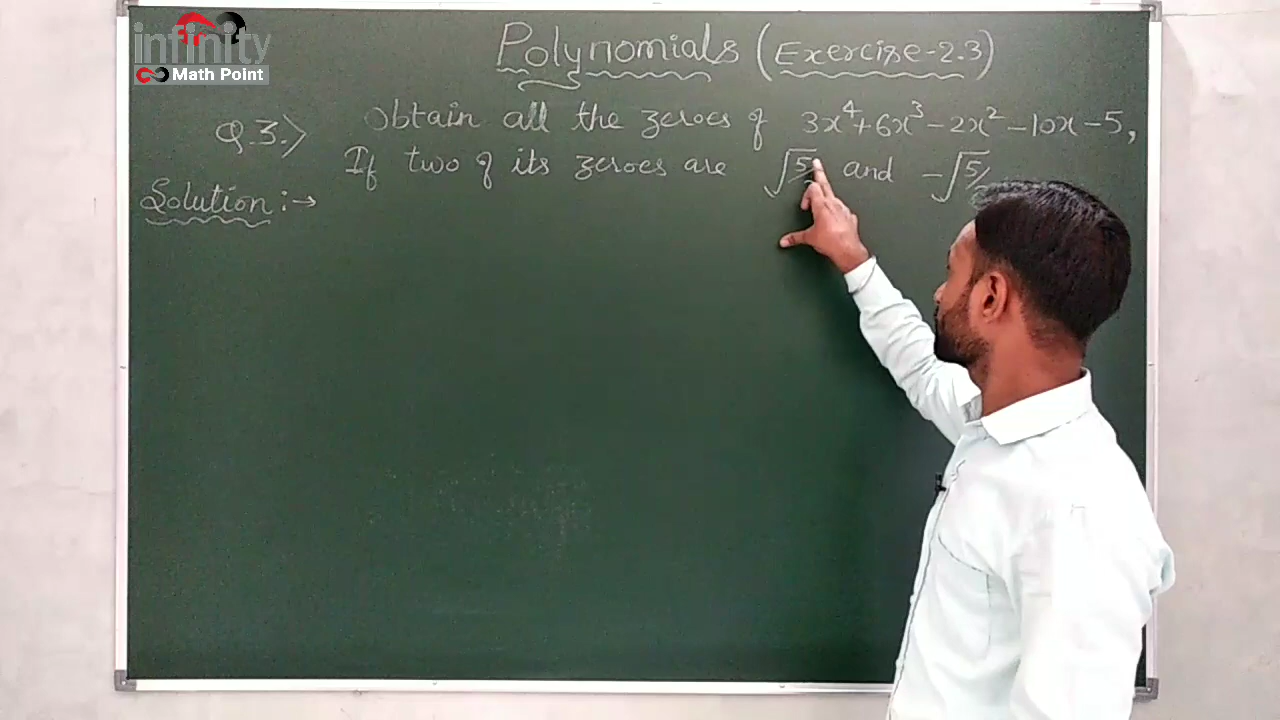 infinity
Math Point
Polynomials (Exercise-2.3)
Q.3.> Obtain all the zeroes of 3x⁴+6x³-2x²-10x-5,
If two of its zeroes are √5/ and -√5/
Solution :→